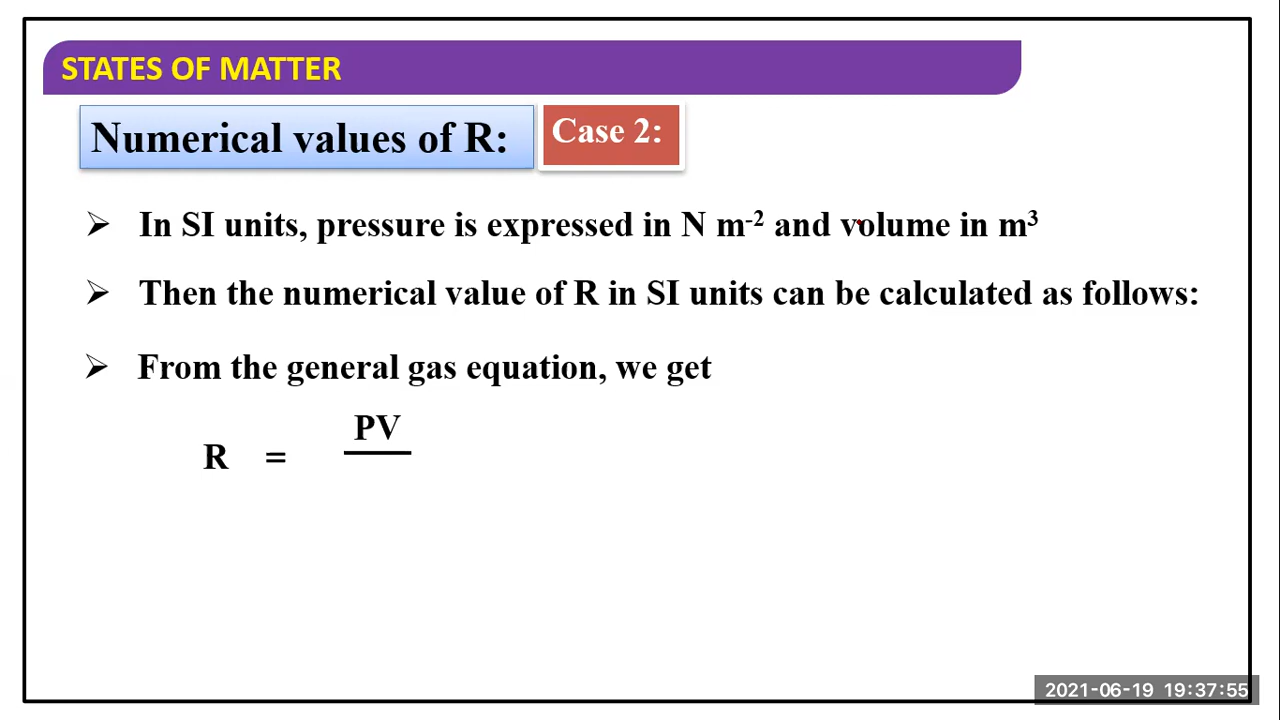 STATES OF MATTER
Numerical values of R:
Case 2:
➢ In SI units, pressure is expressed in N m⁻² and volume in m³
➢ Then the numerical value of R in SI units can be calculated as follows:
➢ From the general gas equation, we get
PV
R =
2021-06-19 19:37:55